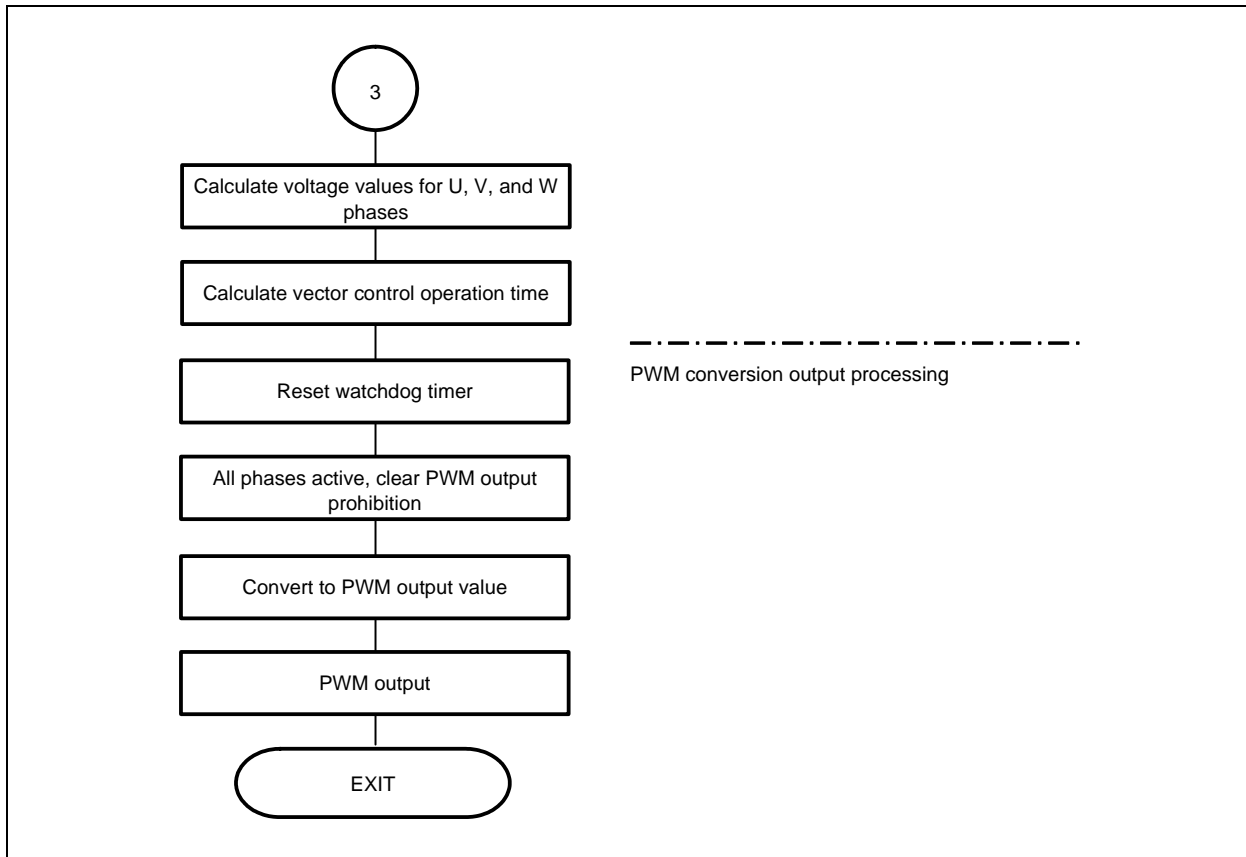 3
Calculate voltage values for U, V, and W
phases
Calculate vector control operation time
Reset watchdog timer
PWM conversion output processing
All phases active, clear PWM output
prohibition
Convert to PWM output value
PWM output
EXIT